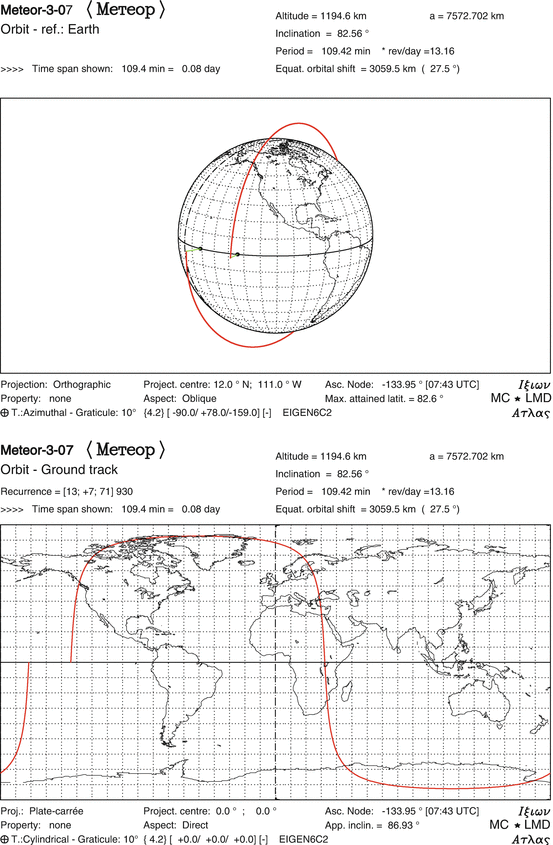 Meteor-3-07 〈Метеор〉
Orbit - ref.: Earth
Altitude = 1194.6 km a = 7572.702 km
Inclination = 82.56 °
Period = 109.42 min * rev/day =13.16
>>>> Time span shown: 109.4 min = 0.08 day Equat. orbital shift = 3059.5 km ( 27.5 °)
Projection: Orthographic Project. centre: 12.0 ° N; 111.0 ° W Asc. Node: -133.95 ° [07:43 UTC] Ιξιων
Property: none Aspect: Oblique Max. attained latit. = 82.6 ° MC ★ LMD
⊕ T.:Azimuthal - Graticule: 10° {4.2} [ -90.0/ +78.0/-159.0] [-] EIGEN6C2 Ατλας
Meteor-3-07 〈Метеор〉
Orbit - Ground track
Altitude = 1194.6 km a = 7572.702 km
Inclination = 82.56 °
Recurrence = [13; +7; 71] 930 Period = 109.42 min * rev/day =13.16
>>>> Time span shown: 109.4 min = 0.08 day Equat. orbital shift = 3059.5 km ( 27.5 °)
Proj.: Plate-carrée Project. centre: 0.0 ° ; 0.0 ° Asc. Node: -133.95 ° [07:43 UTC] Ιξιων
Property: none Aspect: Direct App. inclin. = 86.93 ° MC ★ LMD
⊕ T.:Cylindrical - Graticule: 10° { 4.2} [ +0.0/ +0.0/ +0.0] [-] EIGEN6C2 Ατλας